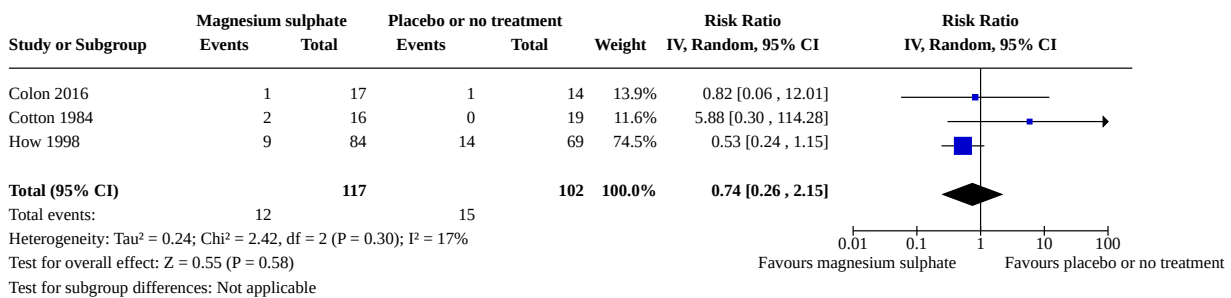 Magnesium sulphate Placebo or no treatment Risk Ratio Risk Ratio
Study or Subgroup Events Total Events Total Weight IV, Random, 95% CI IV, Random, 95% CI
Colon 2016 1 17 1 14 13.9% 0.82 [0.06 , 12.01]
Cotton 1984 2 16 0 19 11.6% 5.88 [0.30 , 114.28]
How 1998 9 84 14 69 74.5% 0.53 [0.24 , 1.15]
Total (95% CI) 117 102 100.0% 0.74 [0.26 , 2.15]
Total events: 12 15
Heterogeneity: Tau² = 0.24; Chi² = 2.42, df = 2 (P = 0.30); I² = 17%
0.01 0.1 1 10 100
Test for overall effect: Z = 0.55 (P = 0.58) Favours magnesium sulphate Favours placebo or no treatment
Test for subgroup differences: Not applicable